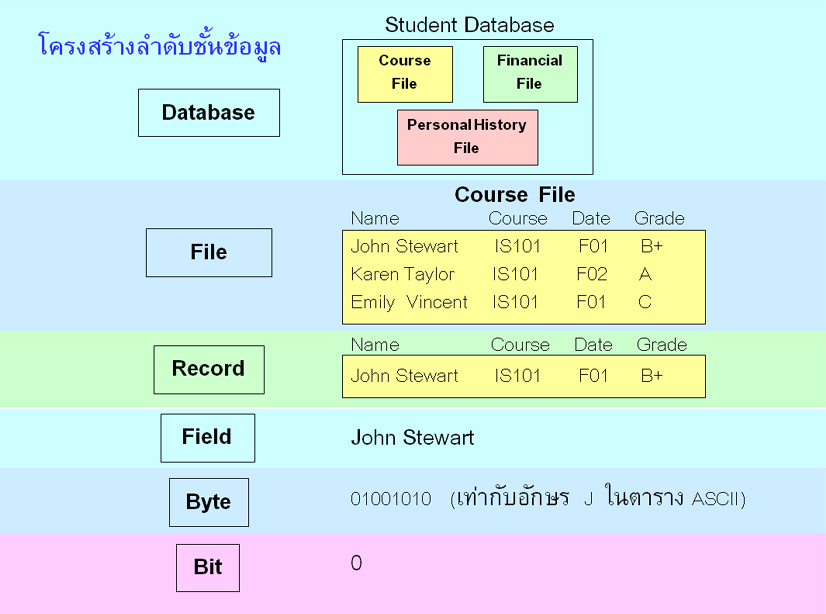 โครงสร้างลำดับชั้นข้อมูล
Student Database
Course
File
Financial
File
Personal History
File
Database
Course File
Name Course Date Grade
John Stewart IS101 F01 B+
Karen Taylor IS101 F02 A
Emily Vincent IS101 F01 C
File
Name Course Date Grade
John Stewart IS101 F01 B+
Record
Field
John Stewart
Byte
01001010 (เท่ากับอักษร J ในตาราง ASCII)
Bit
0